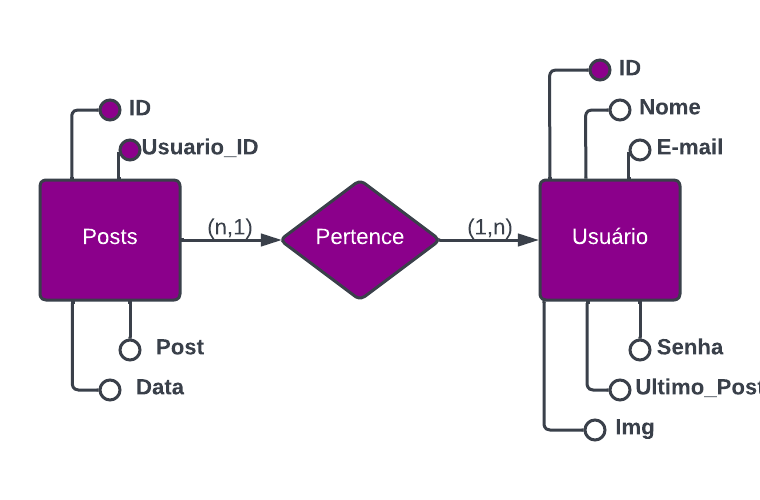 ID
Usuario_ID
Posts
Post
Data
(n,1)
Pertence
(1,n)
ID
Nome
E-mail
Usuário
Senha
Ultimo_Post
Img